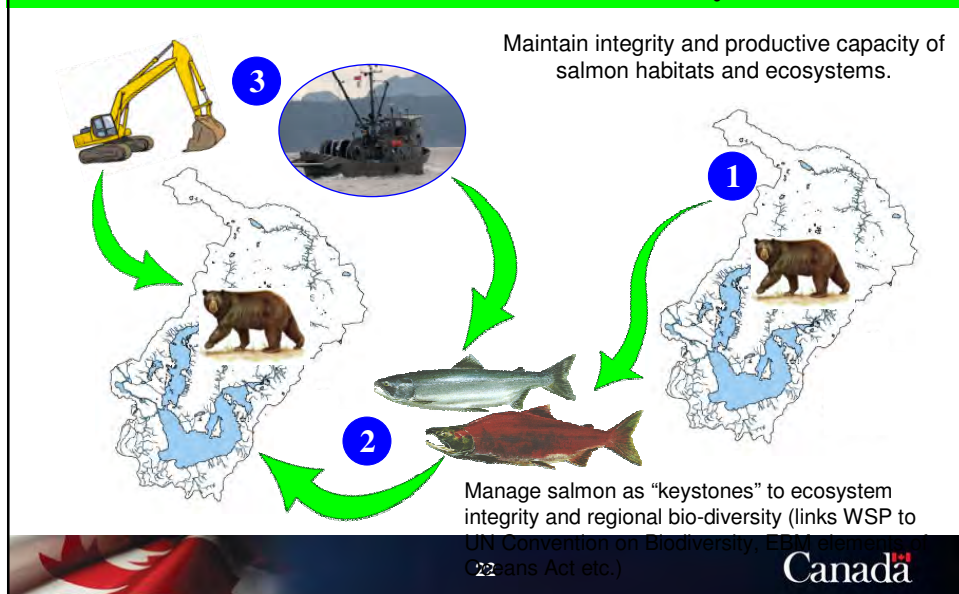 Maintain integrity and productive capacity of
salmon habitats and ecosystems.
3
1
2
Manage salmon as “keystones” to ecosystem
integrity and regional bio-diversity (links WSP to
UN Convention on Biodiversity, EBM elements of
Oceans Act etc.)
22
Canada